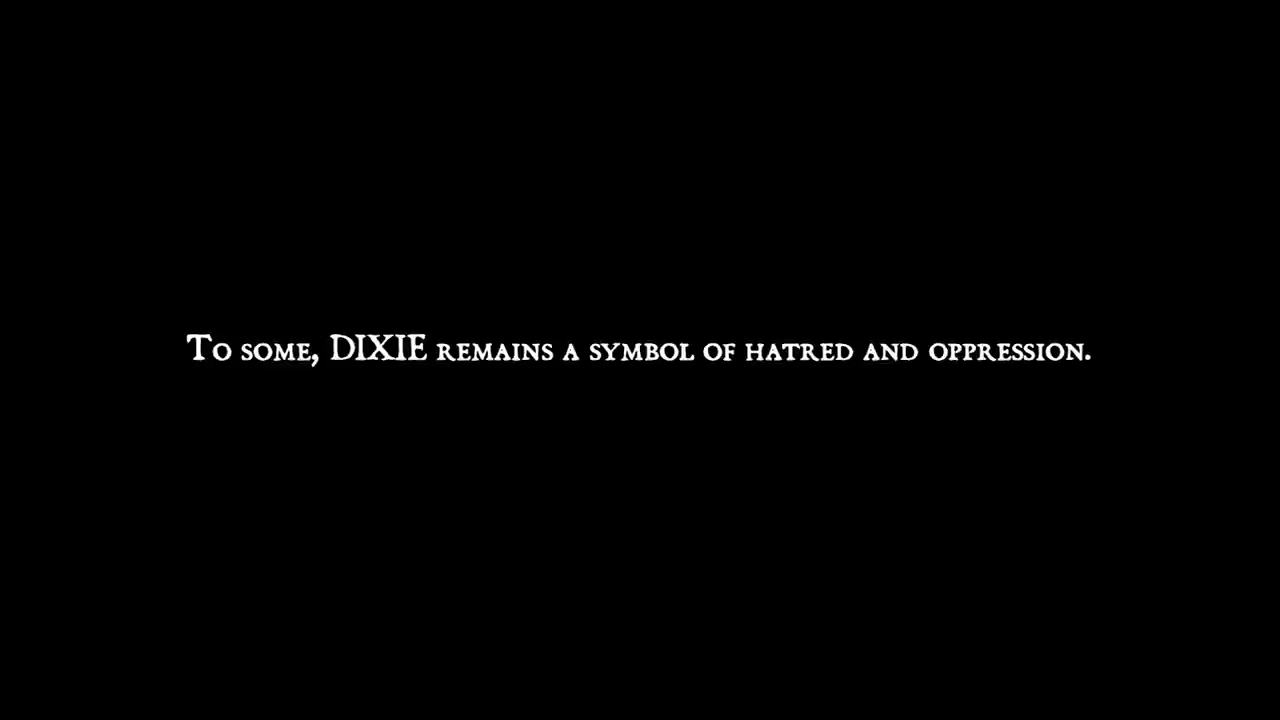 To some, DIXIE remains a symbol of hatred and oppression.